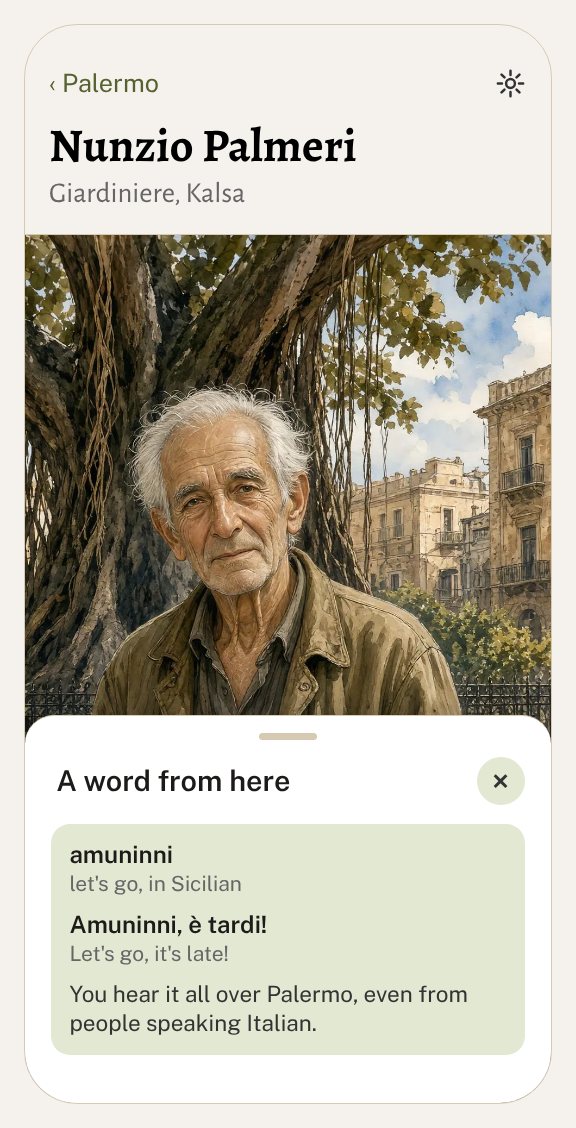 ‹ Palermo
Nunzio Palmeri
Giardiniere, Kalsa
A word from here
amuninni
let's go, in Sicilian
Amuninni, è tardi!
Let's go, it's late!
You hear it all over Palermo, even from
people speaking Italian.